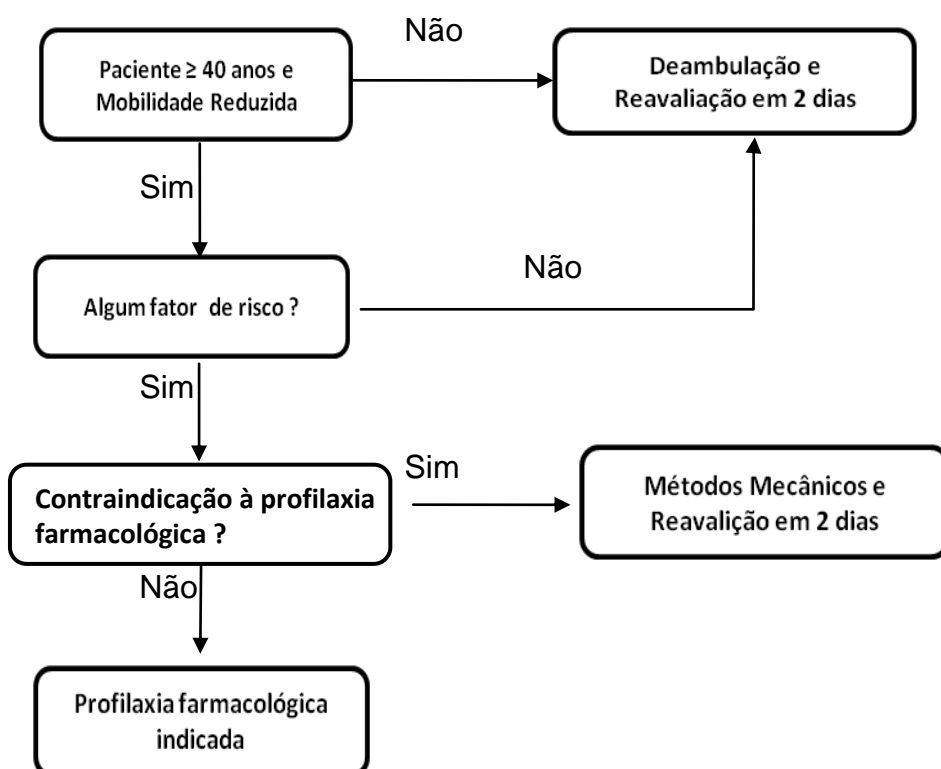 Não
Paciente ≥ 40 anos e
Mobilidade Reduzida
Deambulação e
Reavaliação em 2 dias
Sim
Não
Algum fator de risco ?
Sim
Sim
Contraindicação à profilaxia
farmacológica ?
Métodos Mecânicos e
Reavalição em 2 dias
Não
Profilaxia farmacológica
indicada